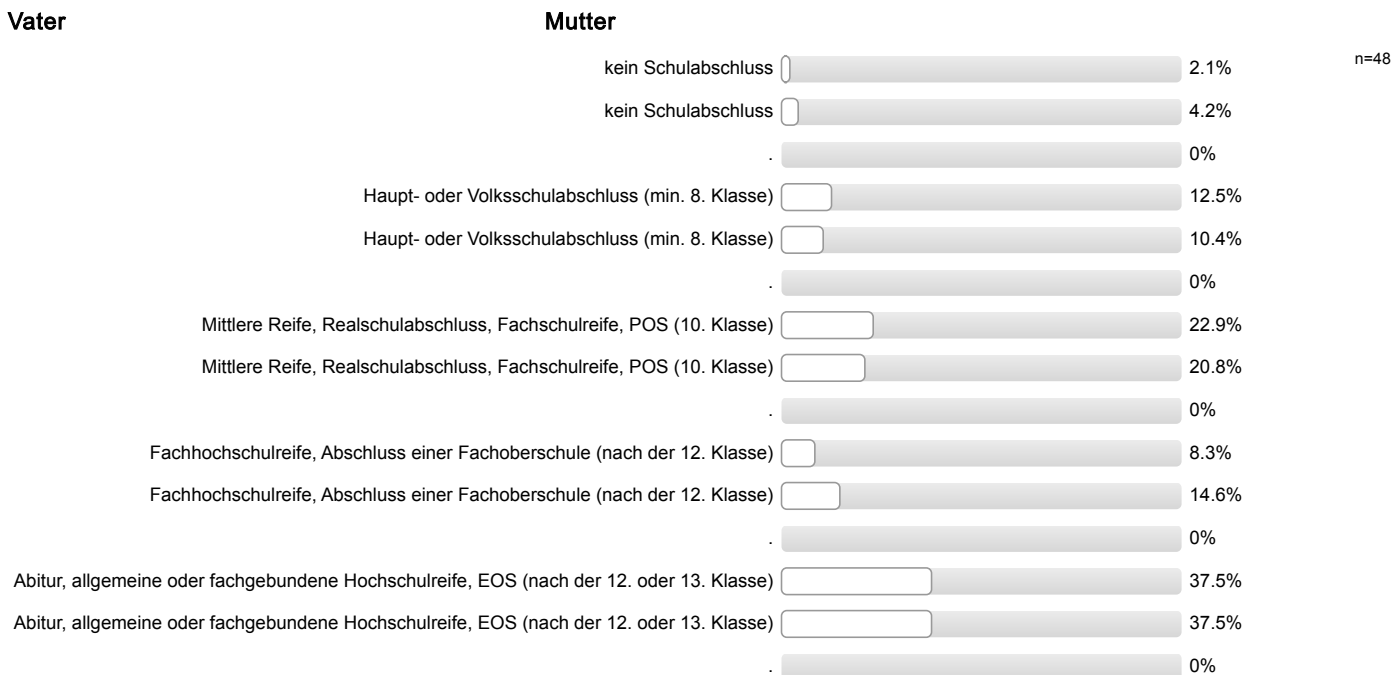 Vater Mutter
kein Schulabschluss 2.1% n=48
kein Schulabschluss 4.2%
. 0%
Haupt- oder Volksschulabschluss (min. 8. Klasse) 12.5%
Haupt- oder Volksschulabschluss (min. 8. Klasse) 10.4%
. 0%
Mittlere Reife, Realschulabschluss, Fachschulreife, POS (10. Klasse) 22.9%
Mittlere Reife, Realschulabschluss, Fachschulreife, POS (10. Klasse) 20.8%
. 0%
Fachhochschulreife, Abschluss einer Fachoberschule (nach der 12. Klasse) 8.3%
Fachhochschulreife, Abschluss einer Fachoberschule (nach der 12. Klasse) 14.6%
. 0%
Abitur, allgemeine oder fachgebundene Hochschulreife, EOS (nach der 12. oder 13. Klasse) 37.5%
Abitur, allgemeine oder fachgebundene Hochschulreife, EOS (nach der 12. oder 13. Klasse) 37.5%
. 0%